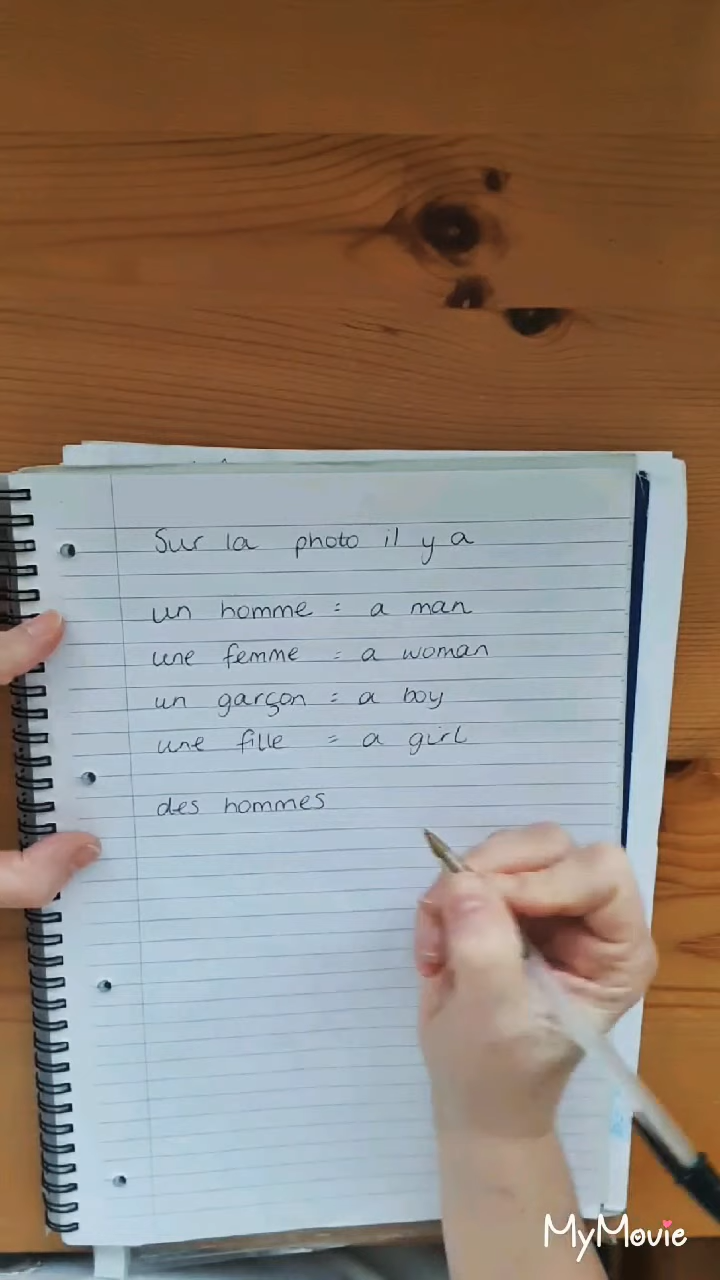 Sur la photo il y a
un homme = a man
une femme = a woman
un garçon = a boy
une fille = a girl
des hommes
MyMovie